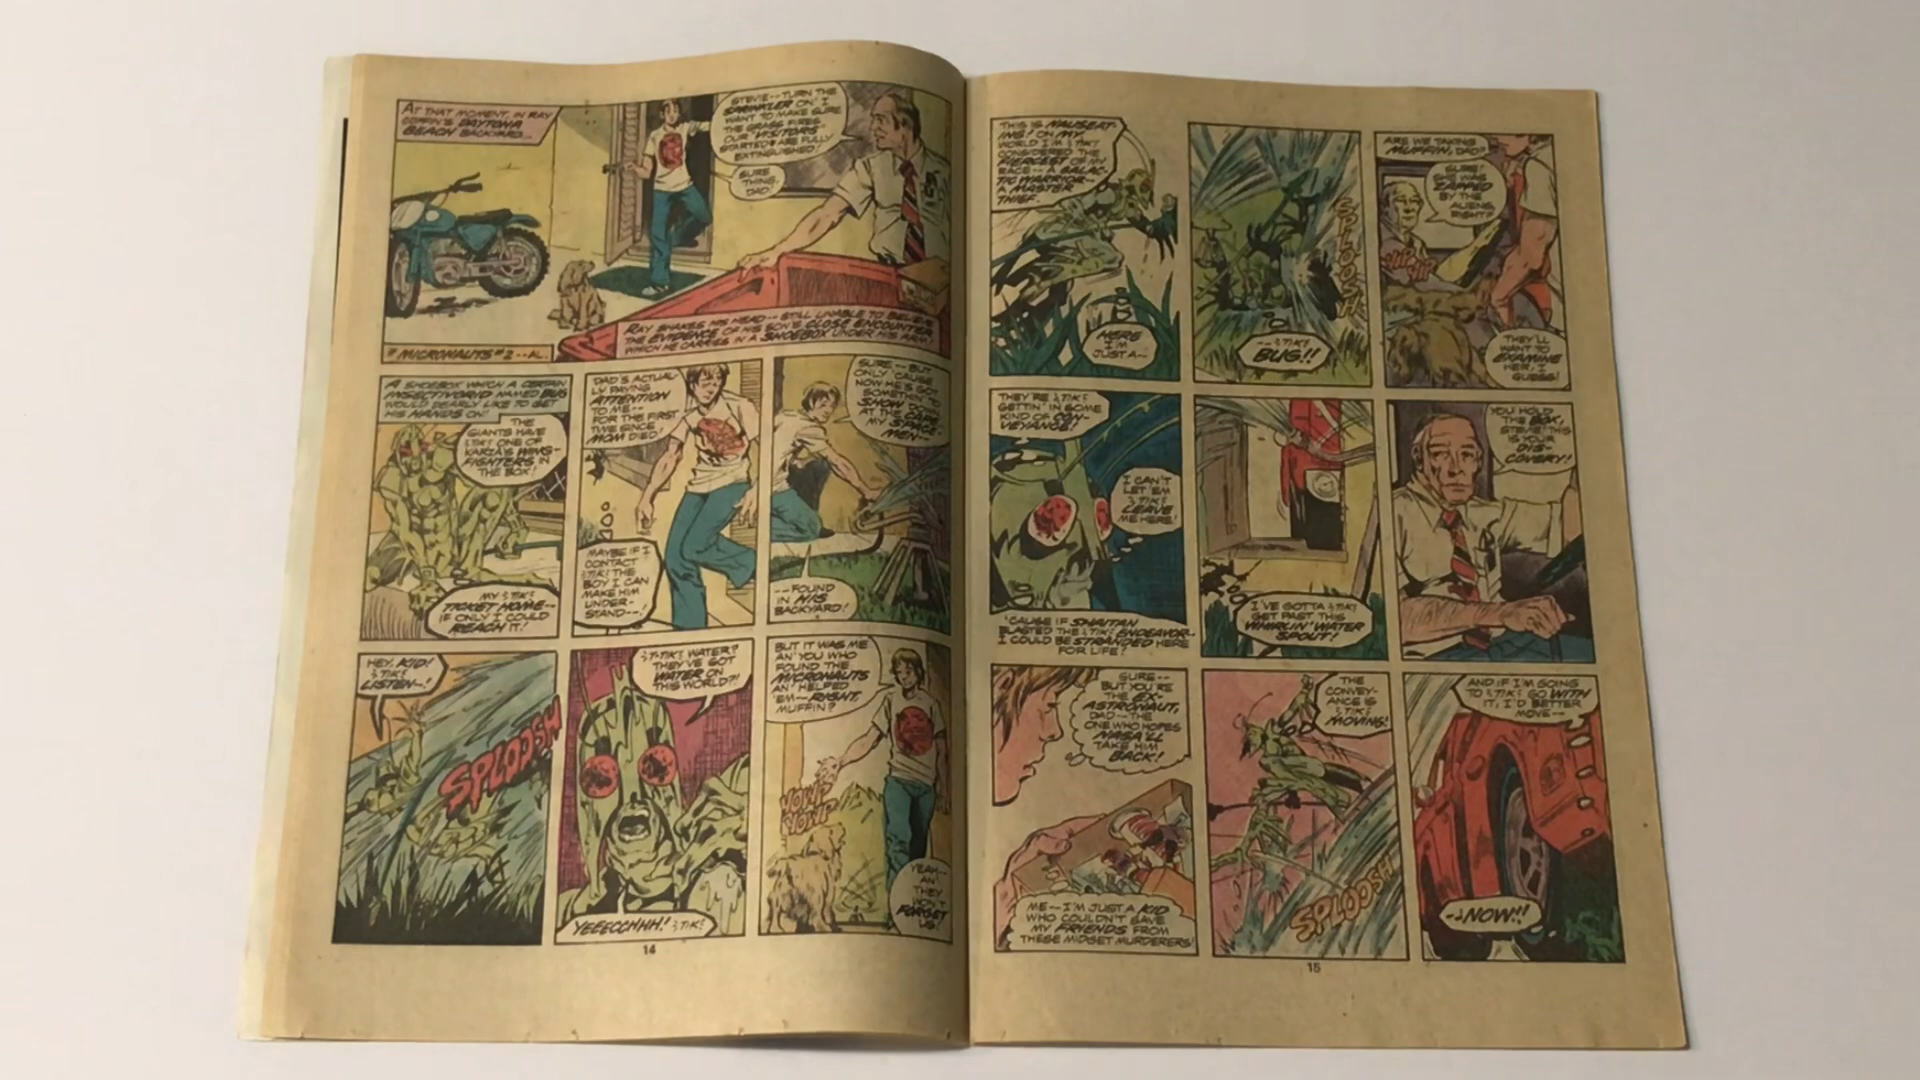 AT THAT MOMENT, IN RAY
COFFIN'S DAYTONA
BEACH BACKYARD...
STEVIE--TURN THE
SPRINKLER ON! I
WANT TO MAKE SURE
THE GRASS FIRES
OUR "VISITORS"
STARTED* ARE FULLY
EXTINGUISHED!
SURE
THING,
DAD!
RAY SHAKES HIS HEAD--STILL UNABLE TO BELIEVE
THE EVIDENCE OF HIS SON'S CLOSE ENCOUNTER
WHICH HE CARRIES IN A SHOEBOX UNDER HIS ARM!
* MICRONAUTS #2--AL.
A SHOEBOX WHICH A CERTAIN
INSECTIVORID NAMED BUG
WOULD DEARLY LIKE TO GET
HIS HANDS ON!
THE
GIANTS HAVE
TIK! ONE OF
KARZA'S WING-
FIGHTERS IN
THE BOX!
MY TIK!
TICKET HOME--
IF ONLY I COULD
REACH IT!
DAD'S ACTUAL-
LY PAYING
ATTENTION
TO ME--
FOR THE FIRST
TIME SINCE
MOM DIED!
MAYBE IF I
CONTACT
TIK! THE
BOY I CAN
MAKE HIM
UNDER-
STAND--!
SURE--BUT
ONLY 'CAUSE
NOW HE'S GOT
SOMETHIN' TO
SHOW 'EM
AT THE CAPE--
MY SPACE
MEN--
--FOUND
IN HIS
BACKYARD!
HEY, KID!
TIK!
LISTEN--!
SPLOOSH
T-TIK! WATER?
THEY'VE GOT
WATER ON
THIS WORLD?!
YEEECCHHH! TIK!
BUT IT WAS ME
AN' YOU WHO
FOUND THE
MICRONAUTS
AN' HELPED
'EM--RIGHT,
MUFFIN?
YOWP
YOWP
YEAH--
AN'
THEY
WON'T
FORGET
US!
14
THIS IS NAUSEAT-
ING! ON MY
WORLD I'M TIK!
CONSIDERED THE
FIERCEST OF MY
RACE--A GALAC-
TIC WARRIOR--
A MASTER
THIEF.
HERE
I'M
JUST A--
SPLOOSH
--TIK!
BUG!!
ARE WE TAKING
MUFFIN, DAD?
SURE!
SHE WAS
ZAPPED
BY THE
ALIENS,
RIGHT?
YIP YIP
THEY'LL
WANT TO
EXAMINE
HER, I
GUESS!
THEY'RE TIK!
GETTIN' IN SOME
KIND OF CON-
VEYANCE!
I CAN'T
LET 'EM
TIK!
LEAVE
ME HERE!
'CAUSE IF SHAITAN
BLASTED THE TIK! ENDEAVOR--
I COULD BE STRANDED HERE
FOR LIFE!
I'VE GOTTA TIK!
GET PAST THIS
WHIRLIN' WATER
SPOUT!
YOU HOLD
THE BOX,
STEVIE! THIS
IS YOUR
DIS-
COVERY!
SURE--
BUT YOU'RE
THE EX-
ASTRONAUT,
DAD--THE
ONE WHO HOPES
NASA'LL
TAKE HIM
BACK!
ME--I'M JUST A KID
WHO COULDN'T SAVE
MY FRIENDS FROM
THESE MIDGET MURDERERS!
THE
CONVEY-
ANCE IS
TIK!
MOVING!
SPLOOSH
AND IF I'M GOING
TO TIK! GO WITH
IT, I'D BETTER
MOVE--
--NOW!!
15